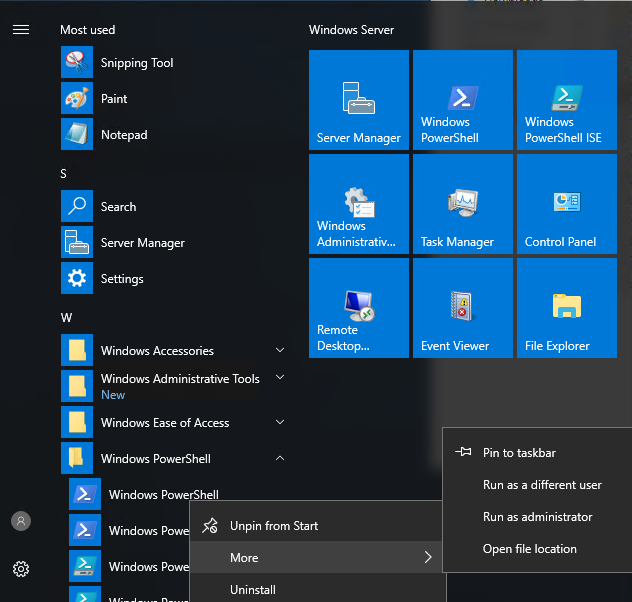 Most used
Snipping Tool
Paint
Notepad
S
Search
Server Manager
Settings
W
Windows Accessories
Windows Administrative Tools
New
Windows Ease of Access
Windows PowerShell
Windows PowerShell
Windows Powe
Windows Powe
Windows PowerShell
Windows Server
Server Manager
Windows
PowerShell
Windows
PowerShell ISE
Windows
Administrativ...
Task Manager
Control Panel
Remote
Desktop...
Event Viewer
File Explorer
Unpin from Start
More
Uninstall
Pin to taskbar
Run as a different user
Run as administrator
Open file location